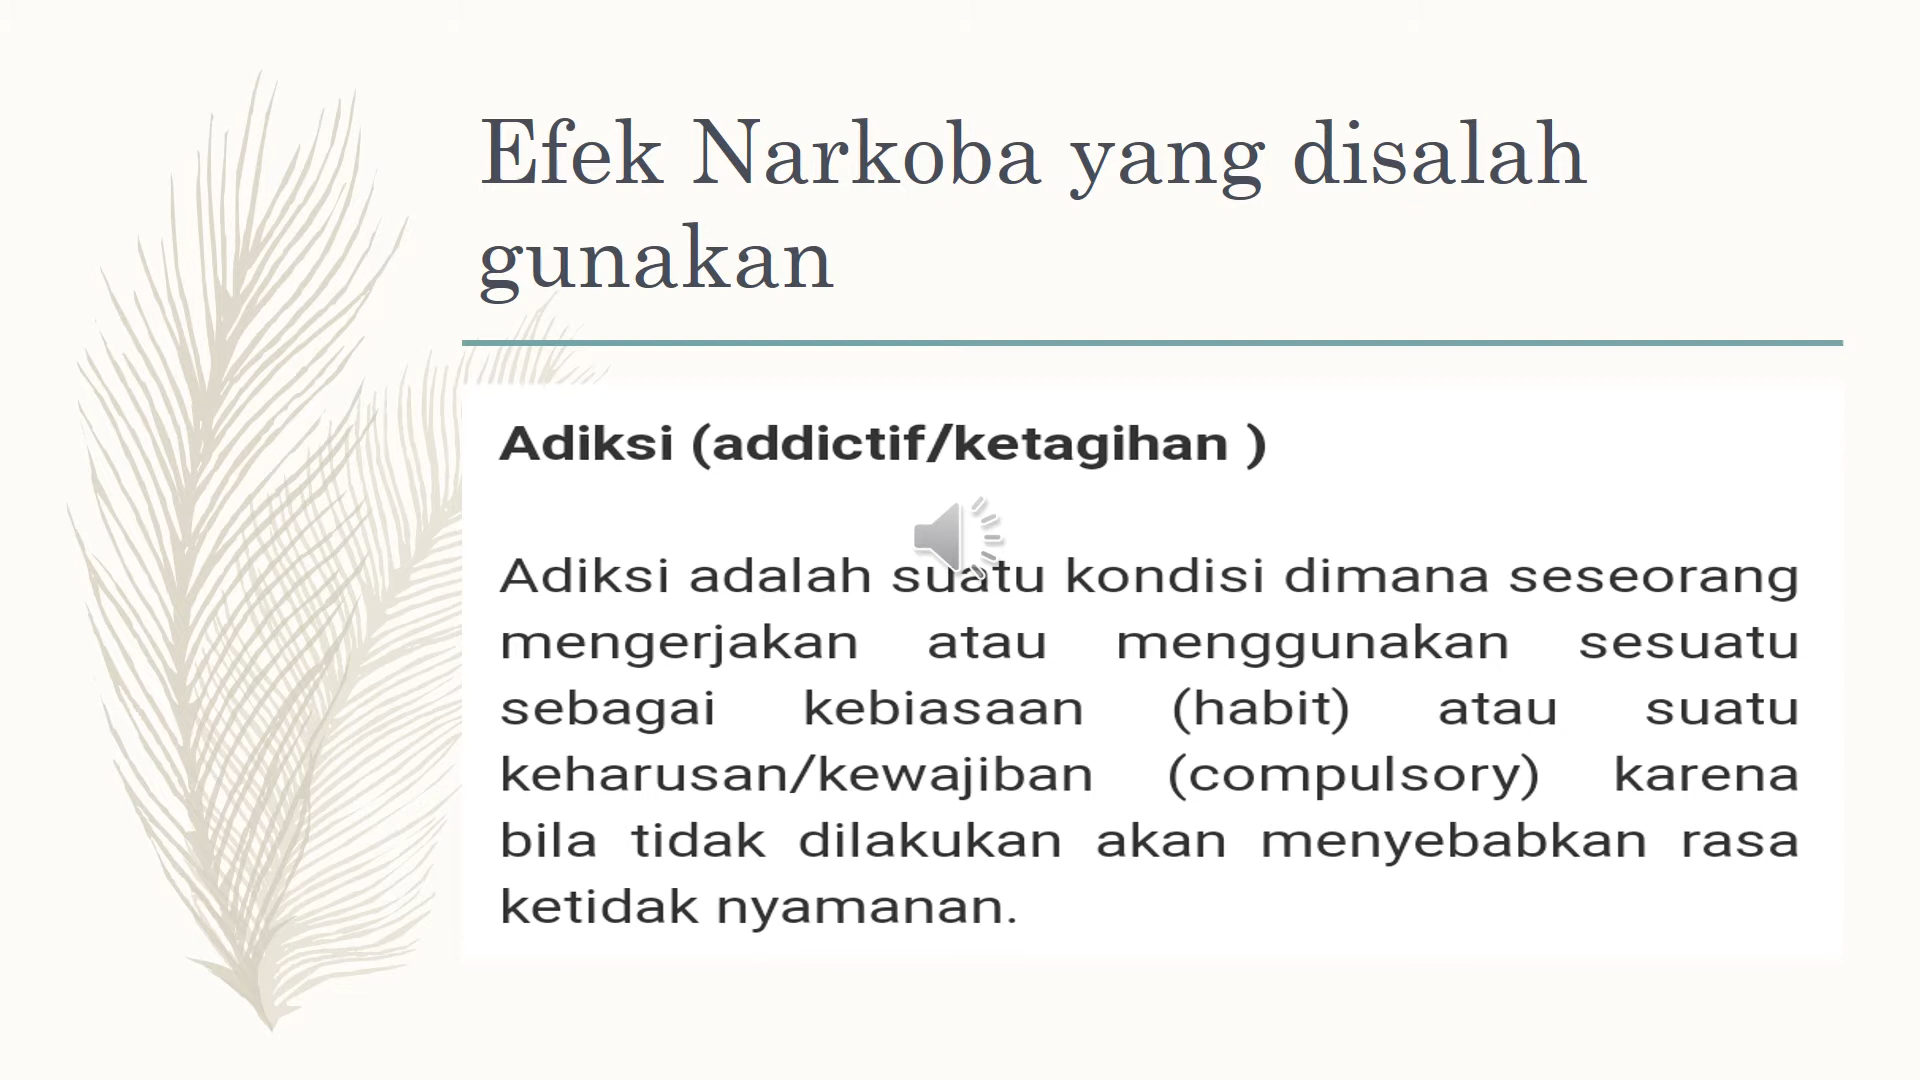 Efek Narkoba yang disalah
gunakan
Adiksi (addictif/ketagihan )
Adiksi adalah suatu kondisi dimana seseorang
mengerjakan atau menggunakan sesuatu
sebagai kebiasaan (habit) atau suatu
keharusan/kewajiban (compulsory) karena
bila tidak dilakukan akan menyebabkan rasa
ketidak nyamanan.